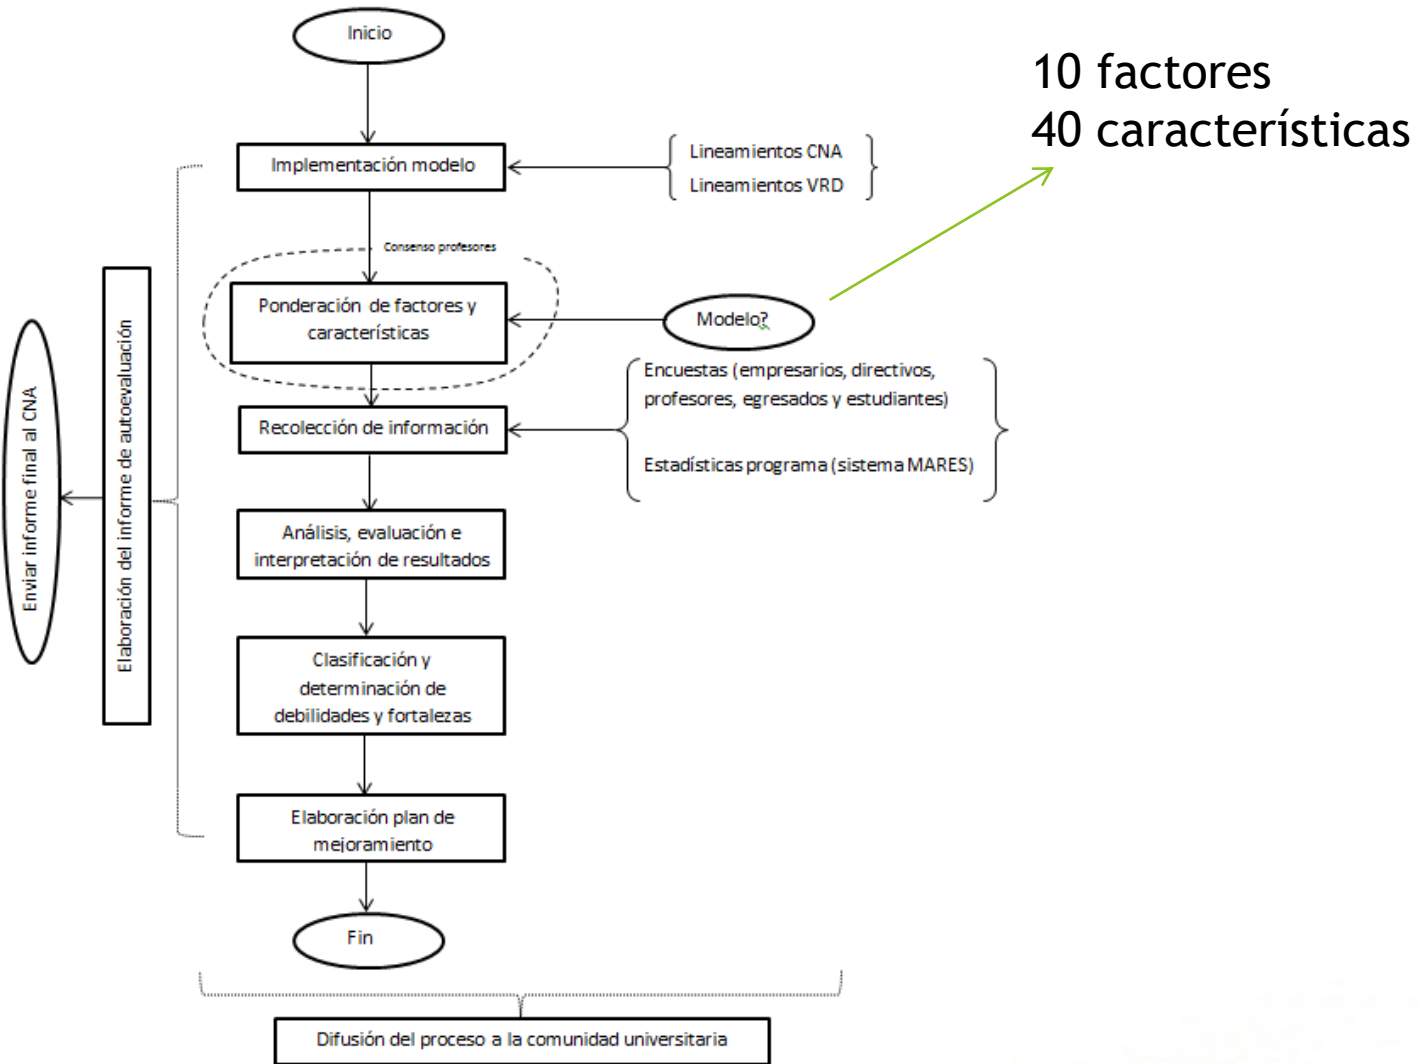 Inicio
10 factores
40 características
Implementación modelo
Lineamientos CNA
Lineamientos VRD
Consenso profesores
Ponderación de factores y
características
Modelo?
Encuestas (empresarios, directivos,
profesores, egresados y estudiantes)
Recolección de información
Estadísticas programa (sistema MARES)
Enviar informe final al CNA
Elaboración del informe de autoevaluación
Análisis, evaluación e
interpretación de resultados
Clasificación y
determinación de
debilidades y fortalezas
Elaboración plan de
mejoramiento
Fin
Difusión del proceso a la comunidad universitaria